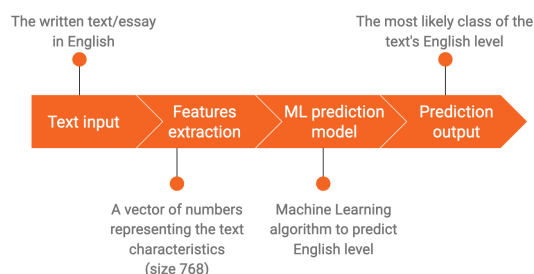 The written text/essay
in English
The most likely class of the
text's English level
Text input
Features
extraction
ML prediction
model
Prediction
output
A vector of numbers
representing the text
characteristics
(size 768)
Machine Learning
algorithm to predict
English level